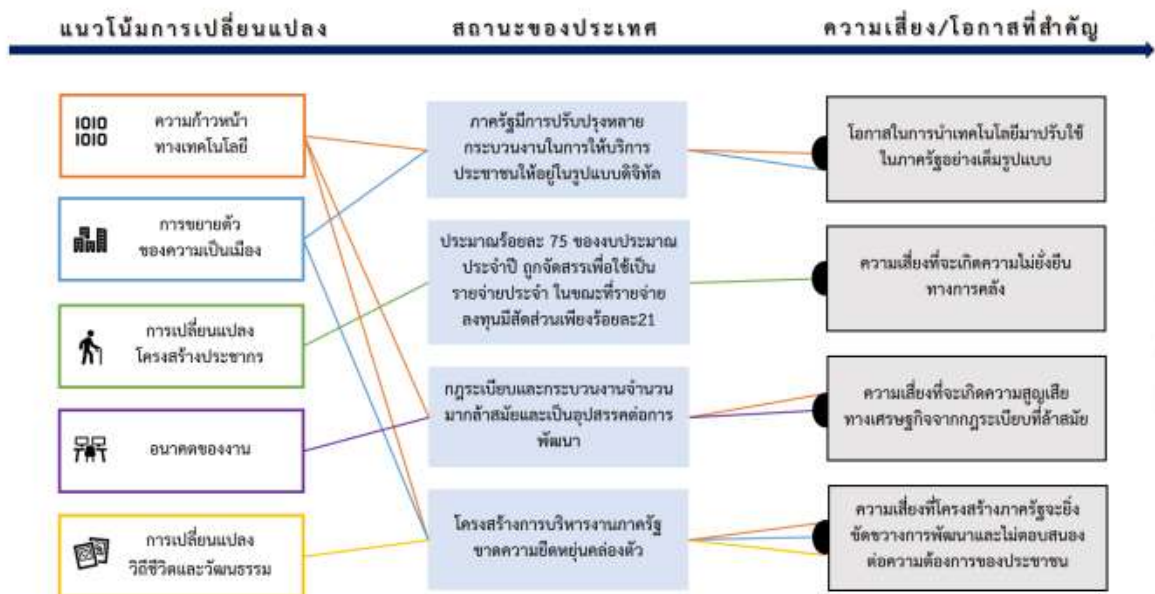 แนวโน้มการเปลี่ยนแปลง
สถานะของประเทศ
ความเสี่ยง/โอกาสที่สำคัญ
1010
1010
ความก้าวหน้า
ทางเทคโนโลยี
การขยายตัว
ของความเป็นเมือง
การเปลี่ยนแปลง
โครงสร้างประชากร
อนาคตของงาน
การเปลี่ยนแปลง
วิถีชีวิตและวัฒนธรรม
ภาครัฐมีการปรับปรุงหลาย
กระบวนงานในการให้บริการ
ประชาชนให้อยู่ในรูปแบบดิจิทัล
ประมาณร้อยละ 75 ของงบประมาณ
ประจำปี ถูกจัดสรรเพื่อใช้เป็น
รายจ่ายประจำ ในขณะที่รายจ่าย
ลงทุนมีสัดส่วนเพียงร้อยละ21
กฎระเบียบและกระบวนงานจำนวน
มากล้าสมัยและเป็นอุปสรรคต่อการ
พัฒนา
โครงสร้างการบริหารงานภาครัฐ
ขาดความยืดหยุ่นคล่องตัว
โอกาสในการนำเทคโนโลยีมาปรับใช้
ในภาครัฐอย่างเต็มรูปแบบ
ความเสี่ยงที่จะเกิดความไม่ยั่งยืน
ทางการคลัง
ความเสี่ยงที่จะเกิดความสูญเสีย
ทางเศรษฐกิจจากกฎระเบียบที่ล้าสมัย
ความเสี่ยงที่โครงสร้างภาครัฐจะยิ่ง
ขัดขวางการพัฒนาและไม่ตอบสนอง
ต่อความต้องการของประชาชน